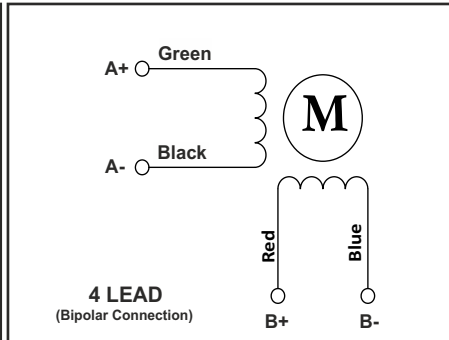 A+
Green
A-
Black
M
Red
Blue
4 LEAD
(Bipolar Connection)
B+
B-